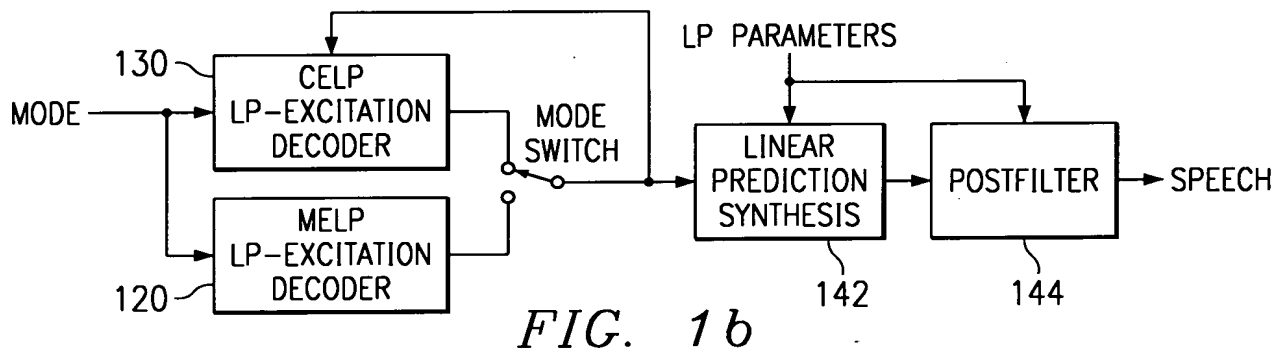 LP PARAMETERS
130
CELP
LP-EXCITATION
DECODER
MODE
MODE
SWITCH
LINEAR
PREDICTION
SYNTHESIS
POSTFILTER
SPEECH
MELP
LP-EXCITATION
DECODER
120
142
144
FIG. 1b